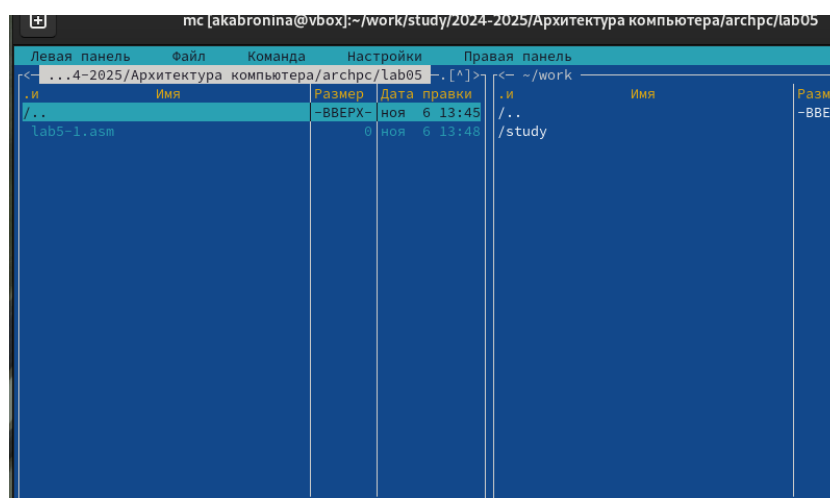 mc [akabronina@vbox]:~/work/study/2024-2025/Архитектура компьютера/archpc/lab05
Левая панель Файл Команда Настройки Правая панель
<— ...4-2025/Архитектура компьютера/archpc/lab05 —.[^]> <— ~/work
.и Имя Размер Дата правки .и Имя Разм
/.. -ВВЕРХ- ноя 6 13:45 /.. -ВВЕ
lab5-1.asm 0 ноя 6 13:48 /study